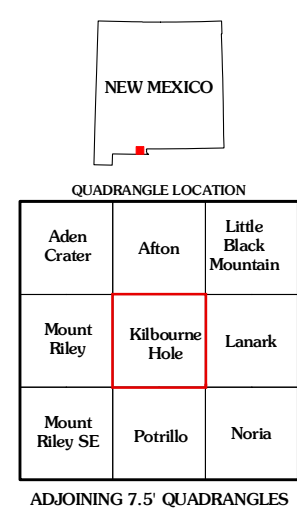 NEW MEXICO
QUADRANGLE LOCATION
Aden
Crater
Afton
Little
Black
Mountain
Mount
Riley
Kilbourne
Hole
Lanark
Mount
Riley SE
Potrillo
Noria
ADJOINING 7.5' QUADRANGLES